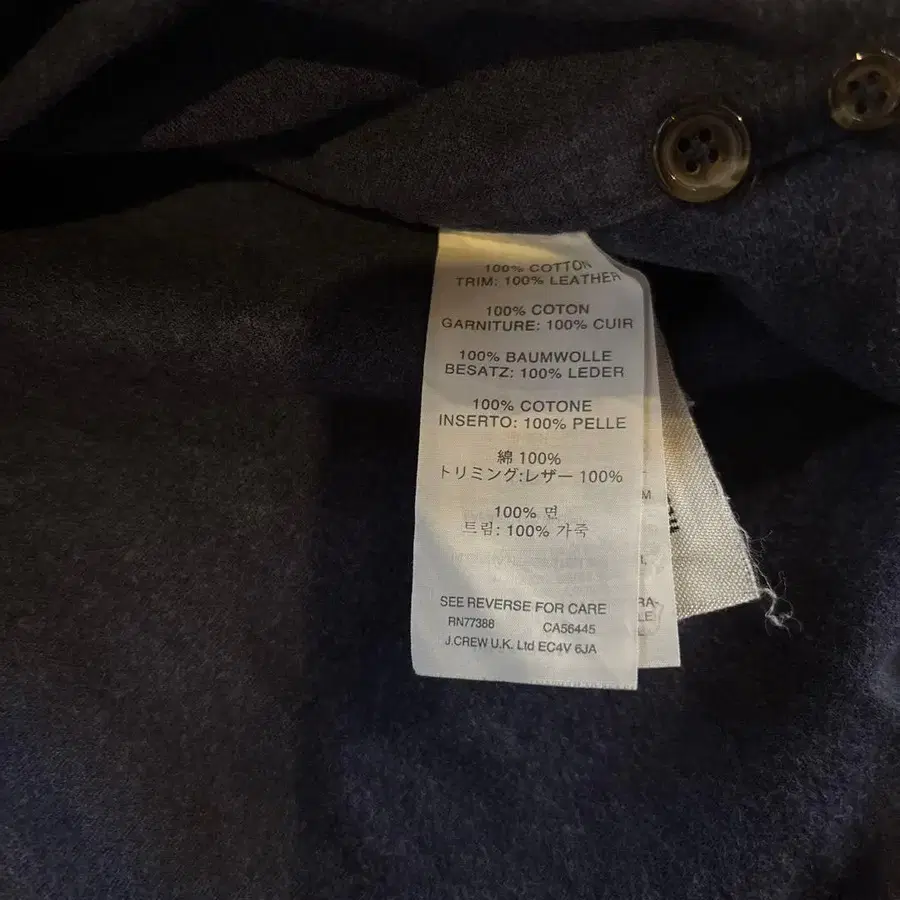 100% COTTON
TRIM: 100% LEATHER
100% COTON
GARNITURE: 100% CUIR
100% BAUMWOLLE
BESATZ: 100% LEDER
100% COTONE
INSERTO: 100% PELLE
綿 100%
トリミング:レザー 100%
100% 면
트림: 100% 가죽
SEE REVERSE FOR CARE
RN77388 CA56445
J.CREW U.K. Ltd EC4V 6JA
M
RA-
LE